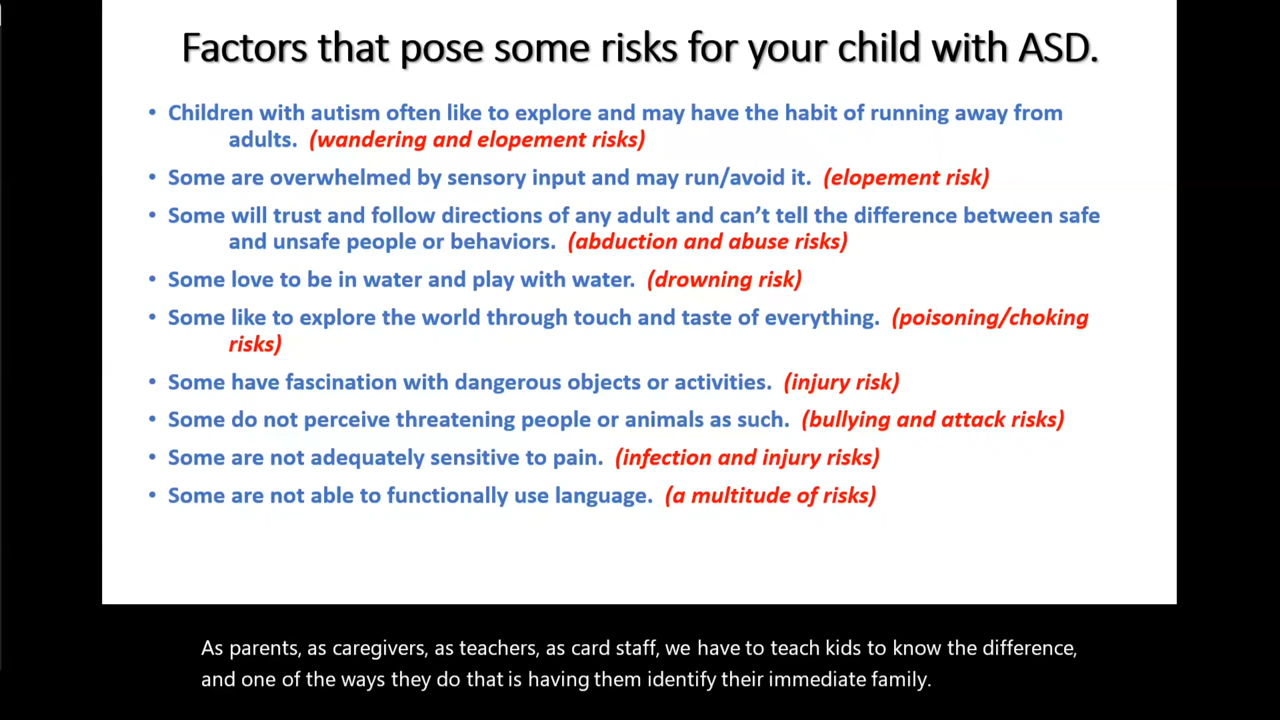 Factors that pose some risks for your child with ASD.
• Children with autism often like to explore and may have the habit of running away from
adults. (wandering and elopement risks)
• Some are overwhelmed by sensory input and may run/avoid it. (elopement risk)
• Some will trust and follow directions of any adult and can’t tell the difference between safe
and unsafe people or behaviors. (abduction and abuse risks)
• Some love to be in water and play with water. (drowning risk)
• Some like to explore the world through touch and taste of everything. (poisoning/choking
risks)
• Some have fascination with dangerous objects or activities. (injury risk)
• Some do not perceive threatening people or animals as such. (bullying and attack risks)
• Some are not adequately sensitive to pain. (infection and injury risks)
• Some are not able to functionally use language. (a multitude of risks)
As parents, as caregivers, as teachers, as card staff, we have to teach kids to know the difference,
and one of the ways they do that is having them identify their immediate family.